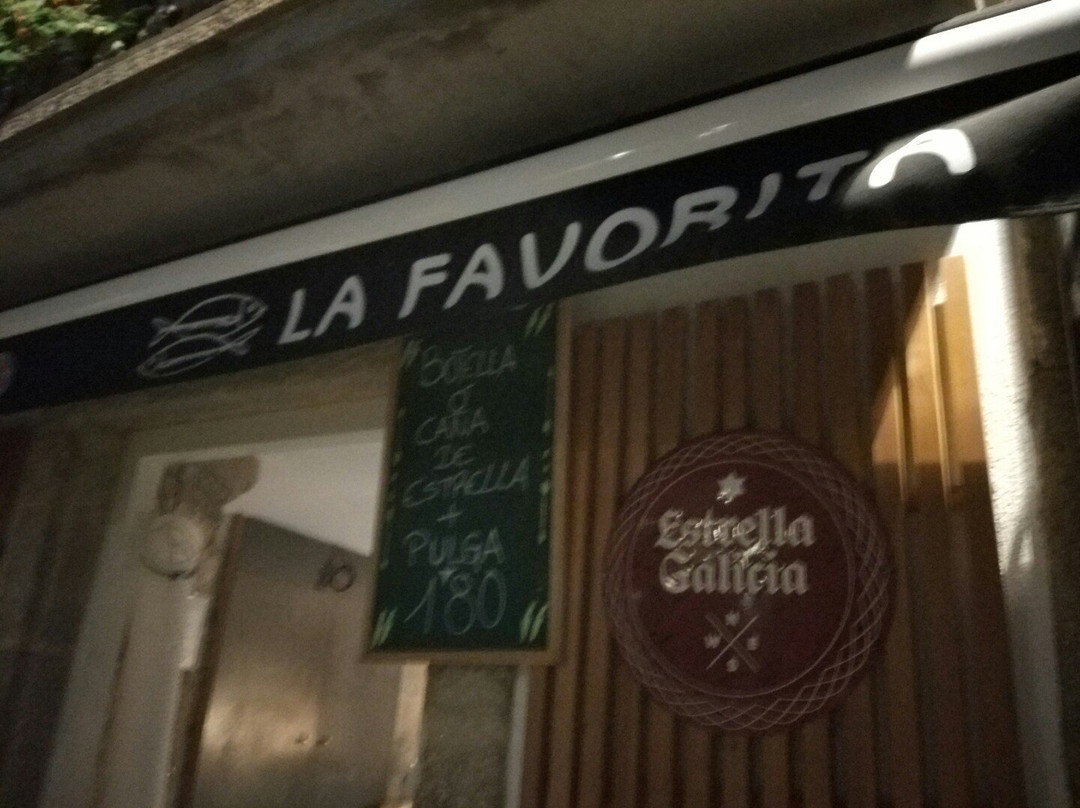 LA FAVORITA
BOTELLA
O
CAÑA
DE
ESTRELLA
+
PULGA
1'80
Estrella
Galicia
N
W E
S